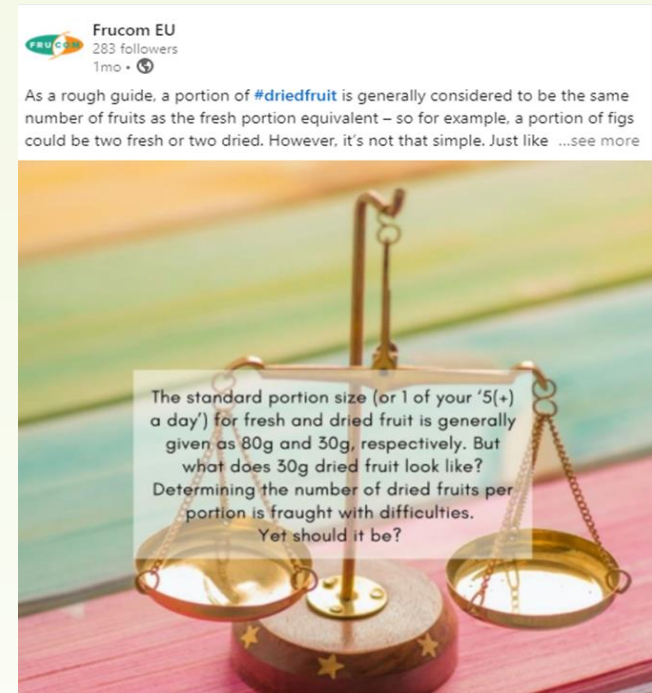 FRUCOM
Frucom EU
283 followers
1mo •
As a rough guide, a portion of #driedfruit is generally considered to be the same
number of fruits as the fresh portion equivalent – so for example, a portion of figs
could be two fresh or two dried. However, it's not that simple. Just like ...see more
The standard portion size (or 1 of your '5(+)
a day') for fresh and dried fruit is generally
given as 80g and 30g, respectively. But
what does 30g dried fruit look like?
Determining the number of dried fruits per
portion is fraught with difficulties.
Yet should it be?